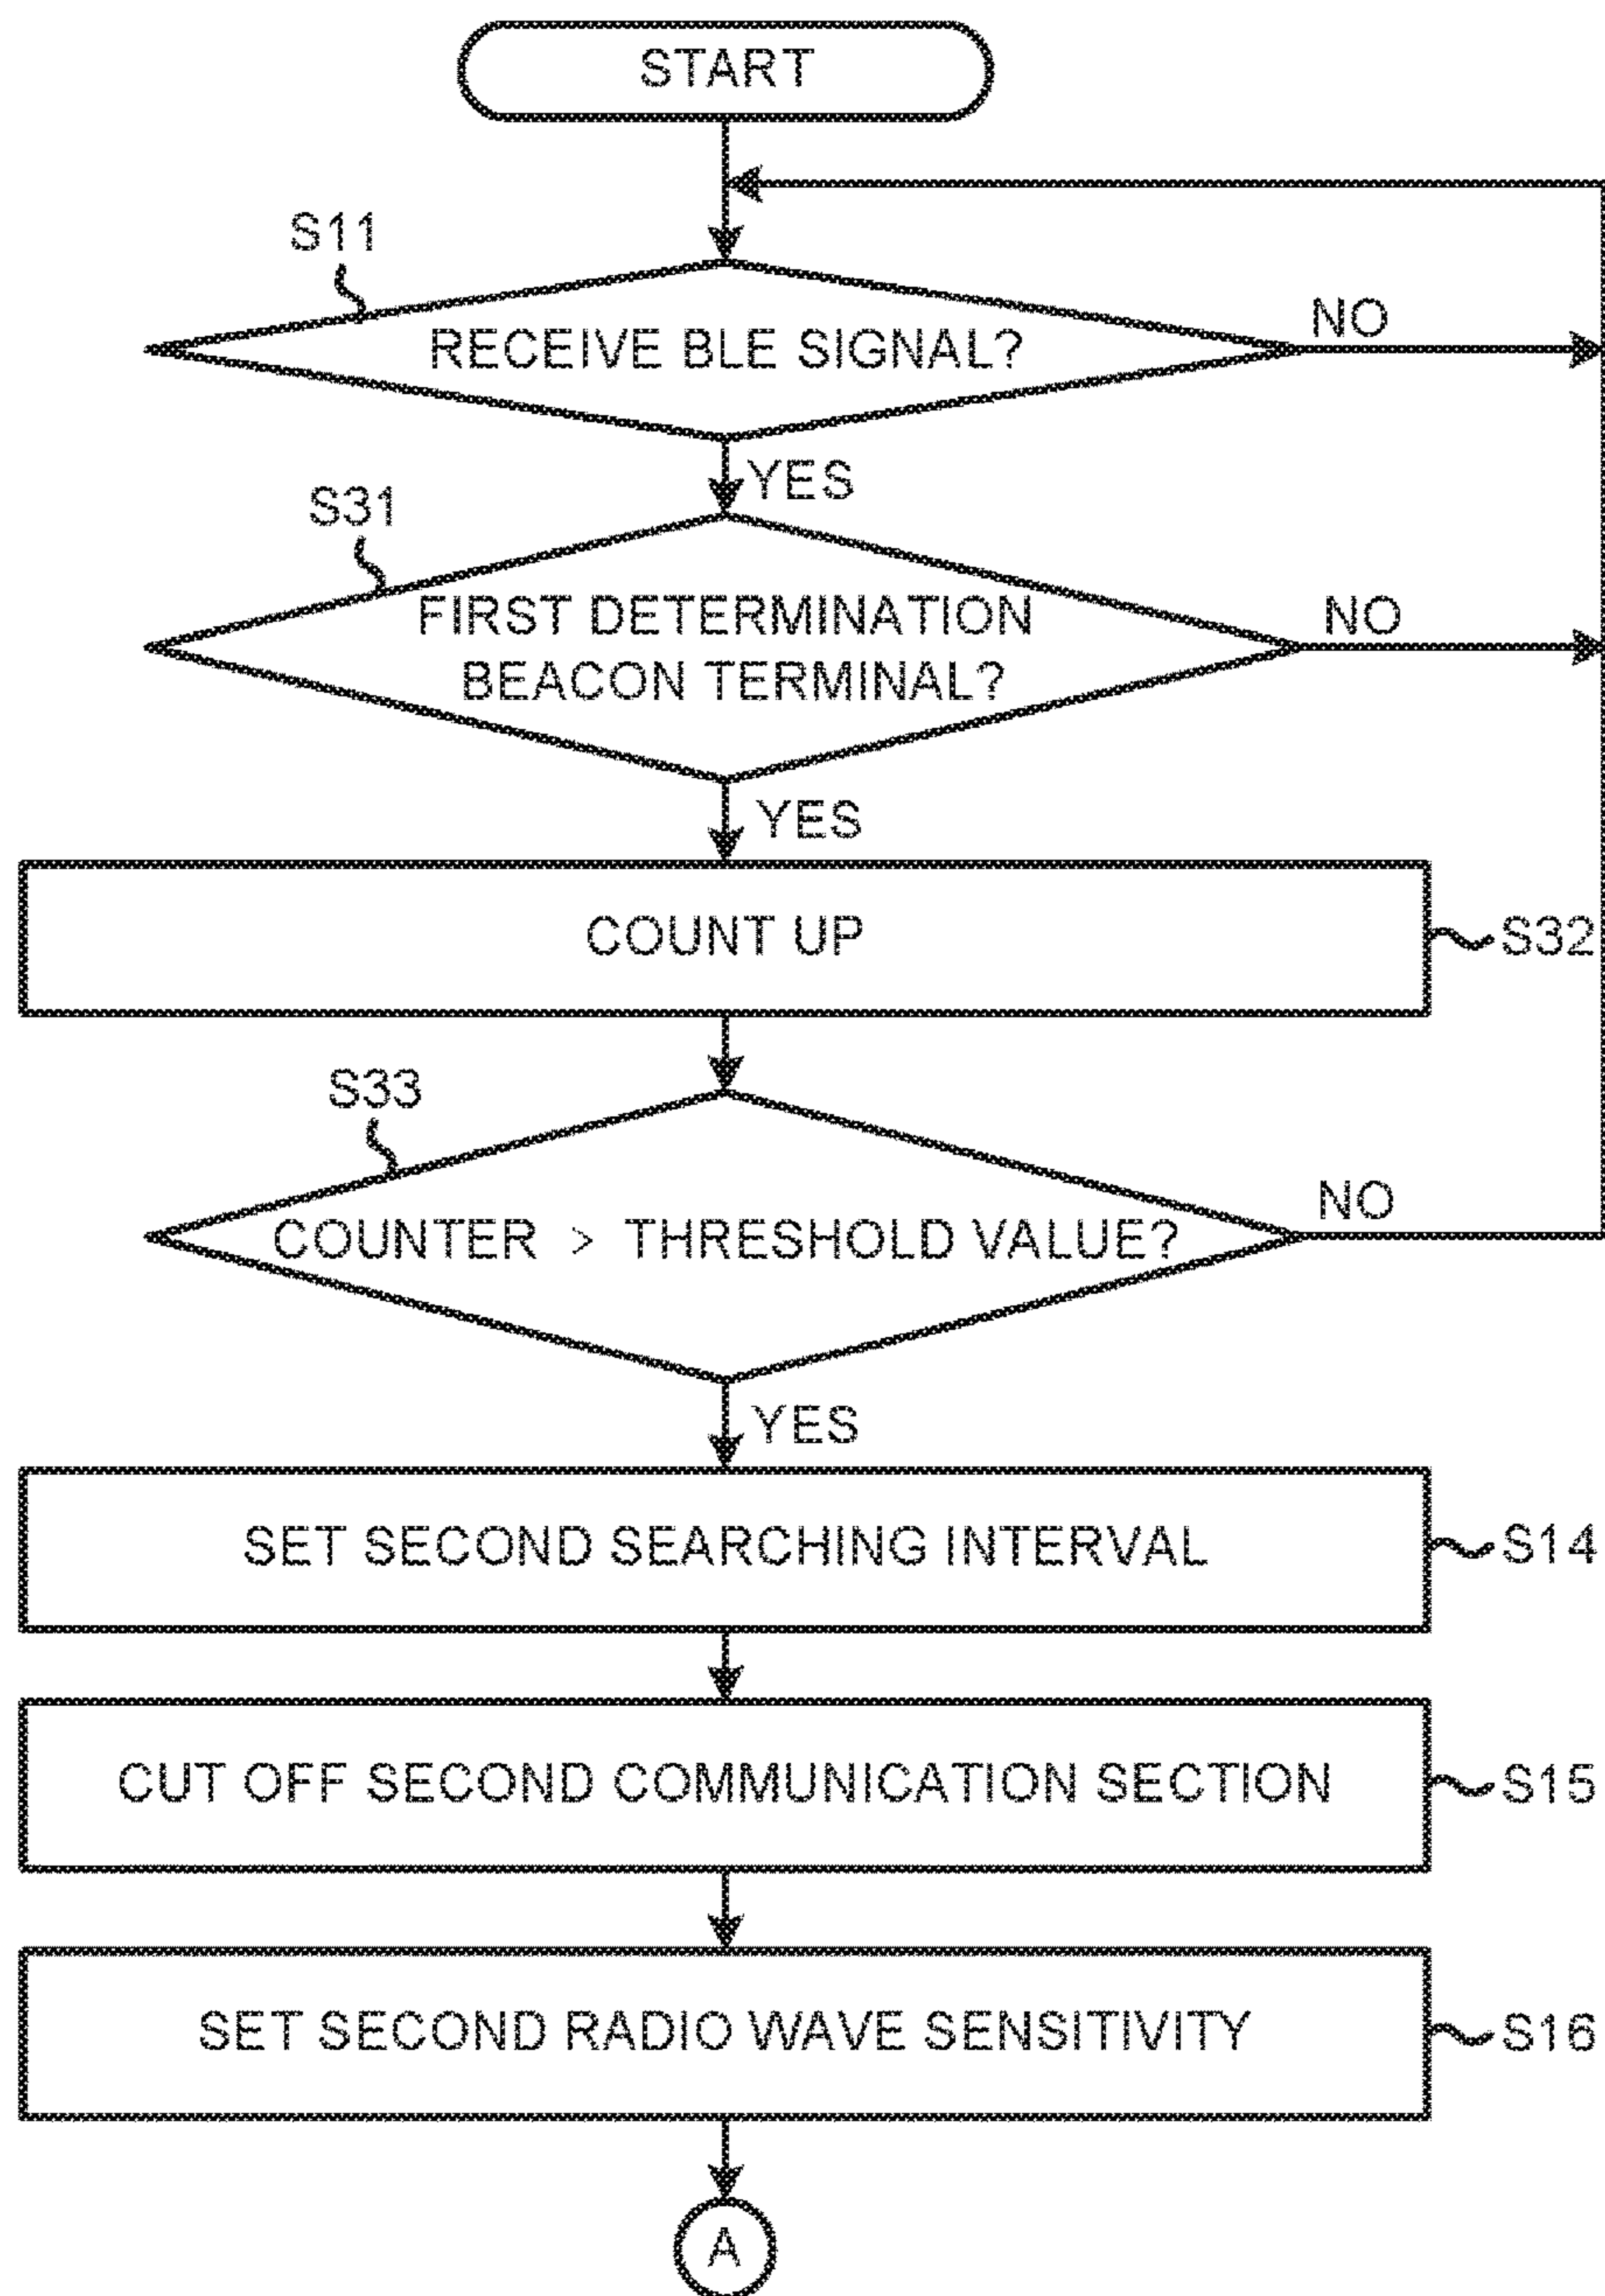 START
S11
RECEIVE BLE SIGNAL?
NO
YES
S31
FIRST DETERMINATION
BEACON TERMINAL?
NO
YES
COUNT UP
S32
S33
COUNTER > THRESHOLD VALUE?
NO
YES
SET SECOND SEARCHING INTERVAL
S14
CUT OFF SECOND COMMUNICATION SECTION
S15
SET SECOND RADIO WAVE SENSITIVITY
S16
A